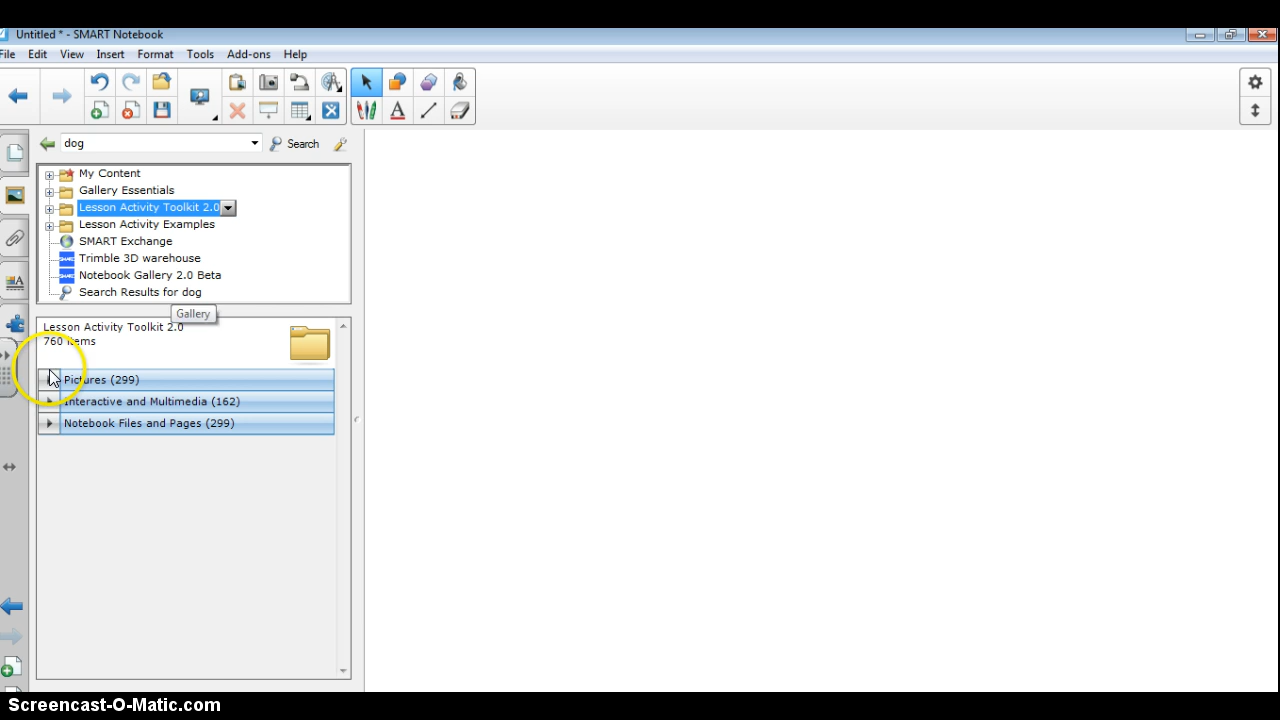 Untitled * - SMART Notebook
File Edit View Insert Format Tools Add-ons Help
dog
Search
My Content
Gallery Essentials
Lesson Activity Toolkit 2.0
Lesson Activity Examples
SMART Exchange
Trimble 3D warehouse
Notebook Gallery 2.0 Beta
Search Results for dog
Gallery
Lesson Activity Toolkit 2.0
760 items
Pictures (299)
Interactive and Multimedia (162)
Notebook Files and Pages (299)
Screencast-O-Matic.com